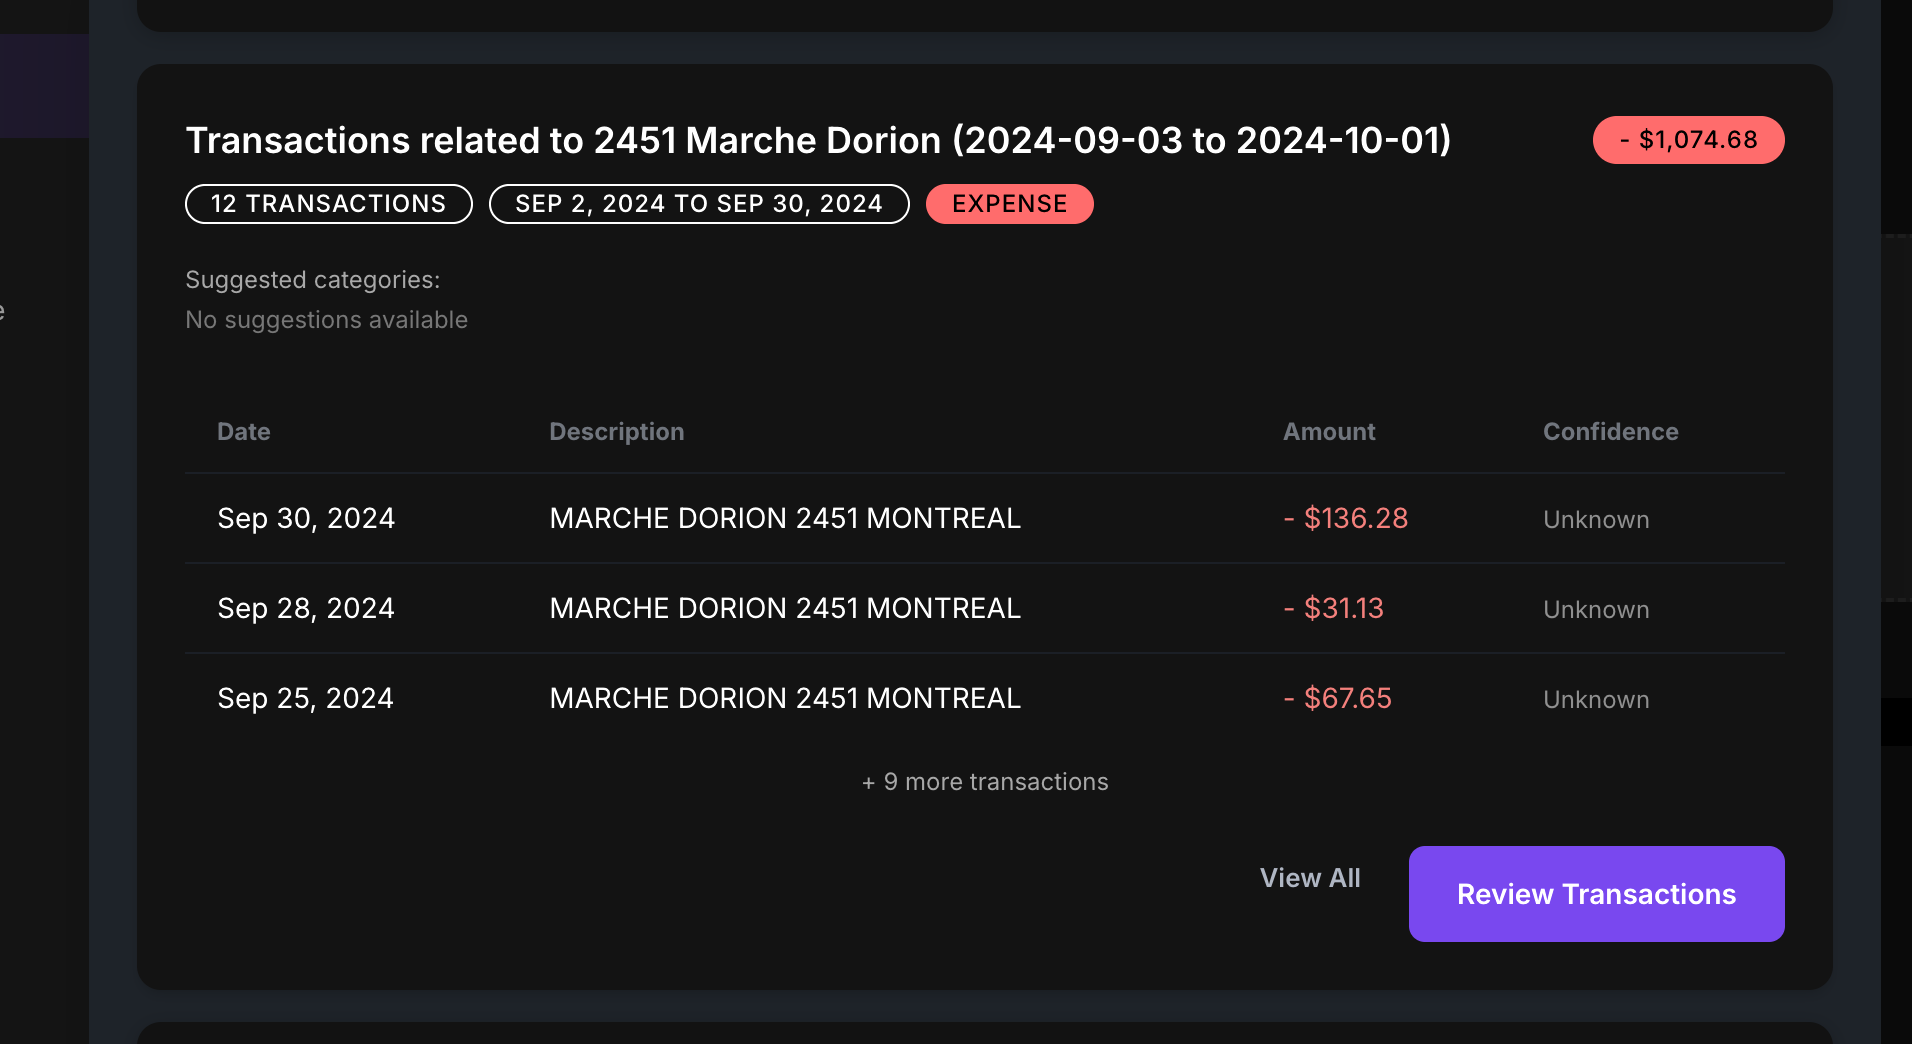 Transactions related to 2451 Marche Dorion (2024-09-03 to 2024-10-01)
- $1,074.68
12 TRANSACTIONS
SEP 2, 2024 TO SEP 30, 2024
EXPENSE
Suggested categories:
No suggestions available
Date Description Amount Confidence
Sep 30, 2024 MARCHE DORION 2451 MONTREAL - $136.28 Unknown
Sep 28, 2024 MARCHE DORION 2451 MONTREAL - $31.13 Unknown
Sep 25, 2024 MARCHE DORION 2451 MONTREAL - $67.65 Unknown
+ 9 more transactions
View All
Review Transactions